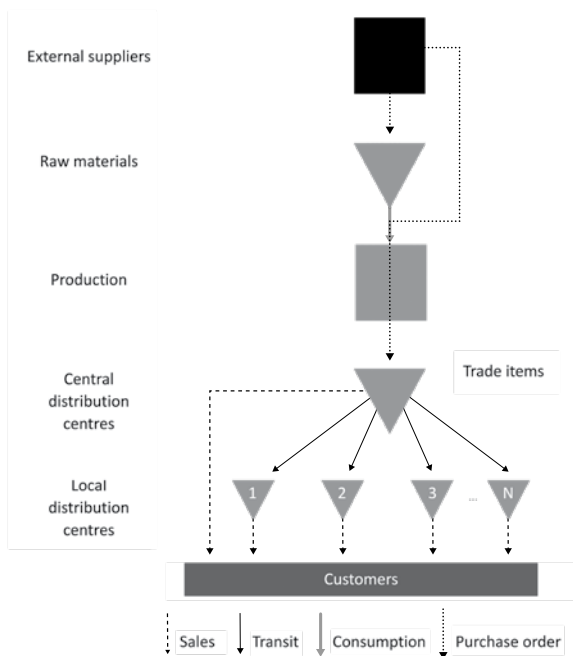 External suppliers
Raw materials
Production
Trade items
Central
distribution
centres
Local
distribution
centres
1 2 3 ... N
Customers
Sales Transit Consumption Purchase order